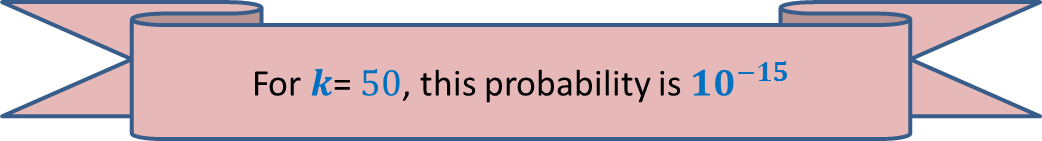 For k= 50, this probability is 10⁻¹⁵